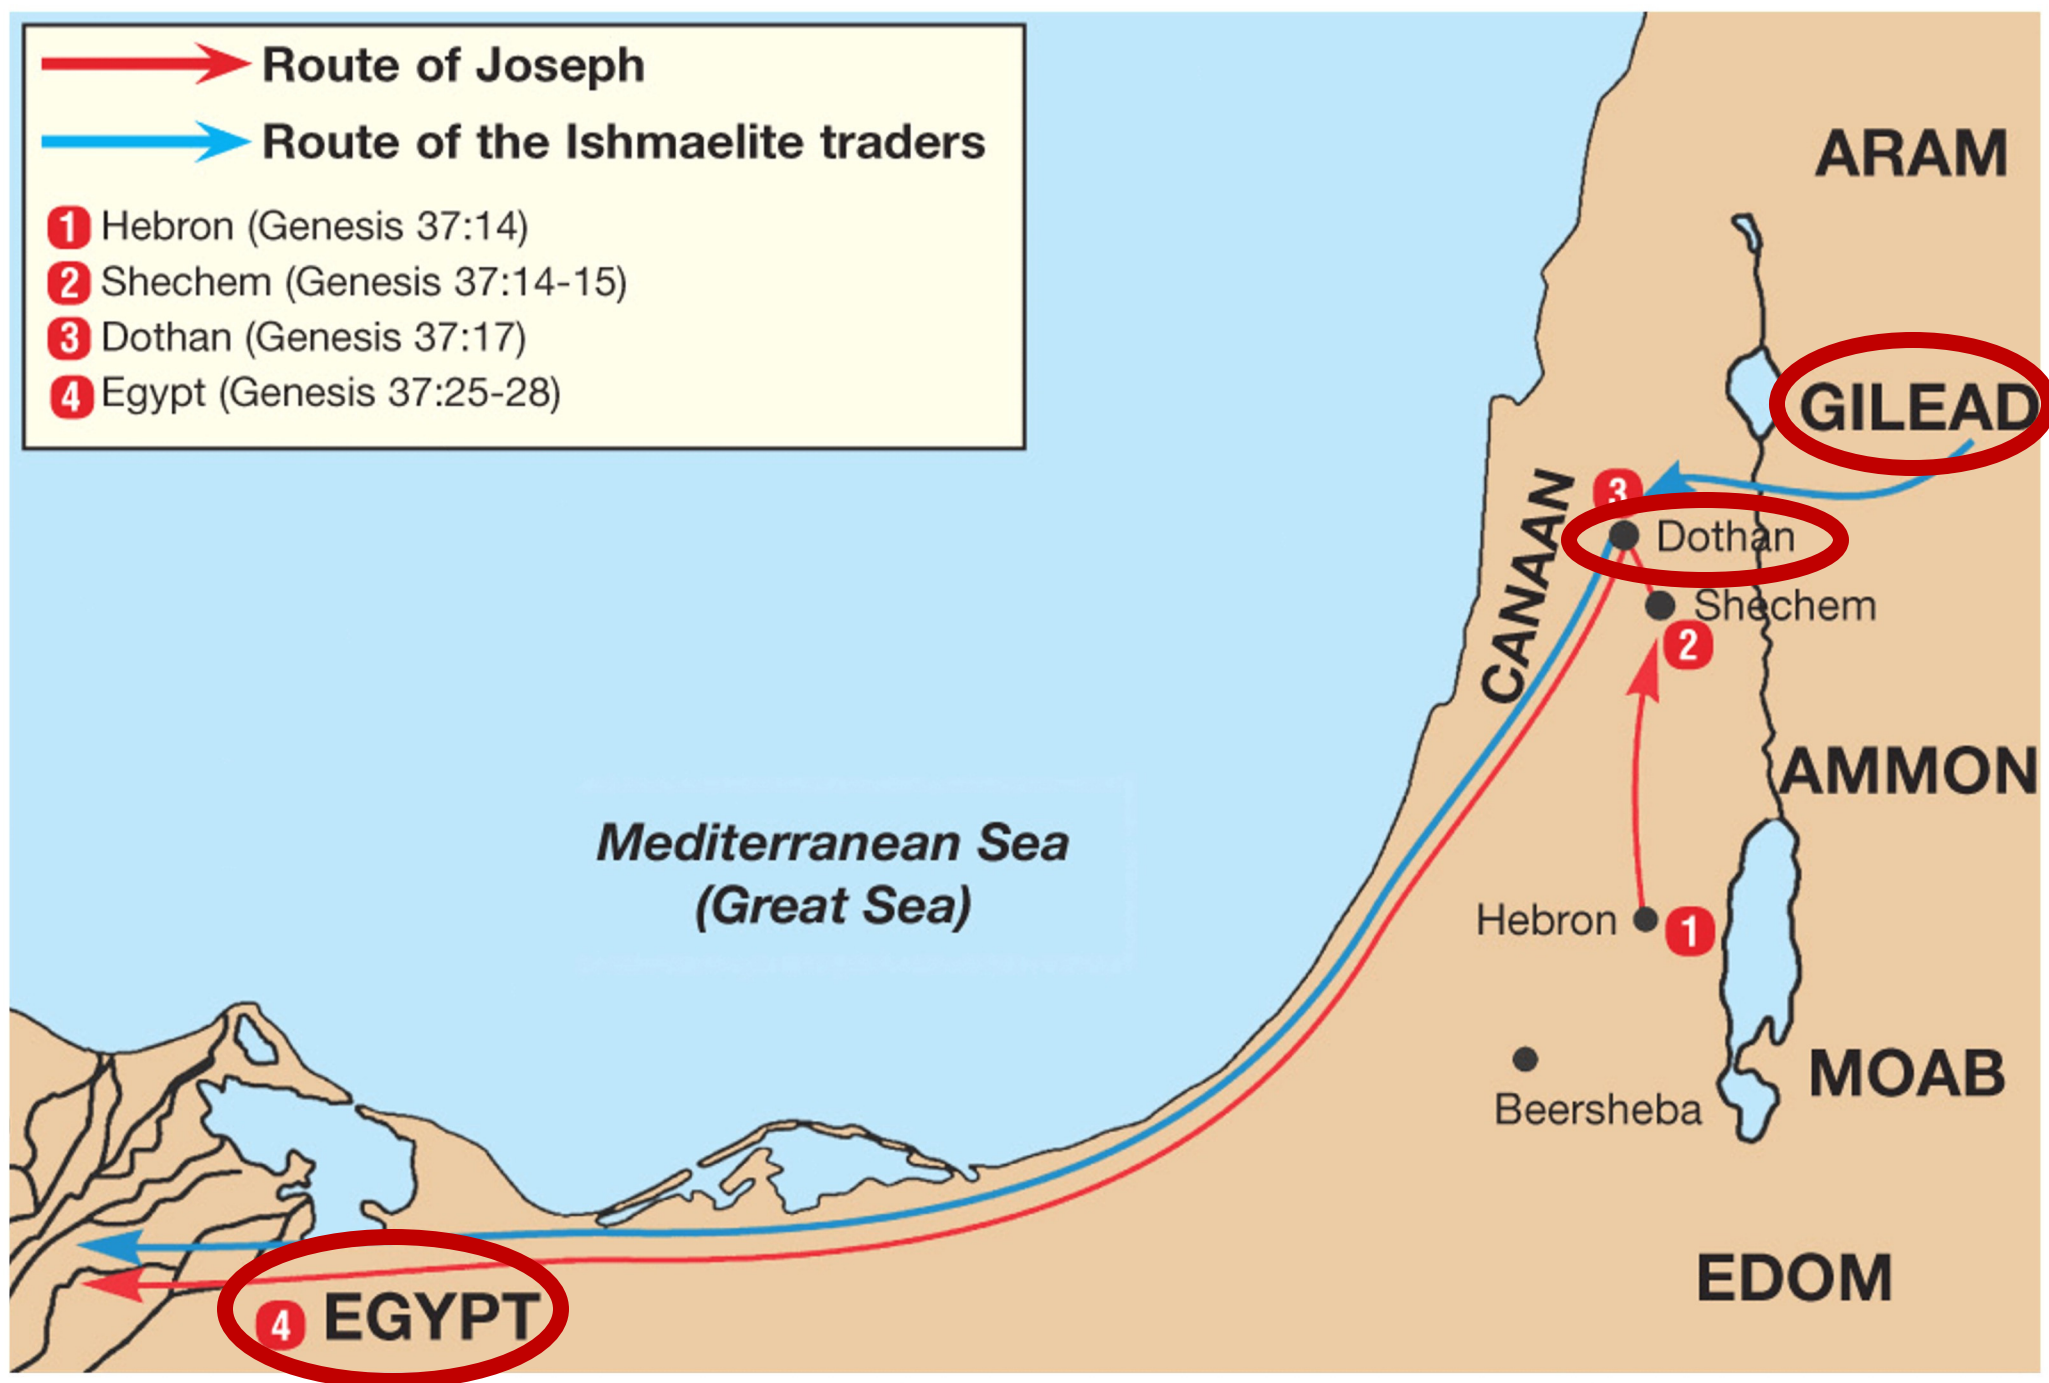 Route of Joseph
Route of the Ishmaelite traders
1 Hebron (Genesis 37:14)
2 Shechem (Genesis 37:14-15)
3 Dothan (Genesis 37:17)
4 Egypt (Genesis 37:25-28)
ARAM
GILEAD
3
Dothan
CANAAN
Shechem
2
AMMON
Mediterranean Sea
(Great Sea)
Hebron 1
Beersheba
MOAB
EDOM
4 EGYPT